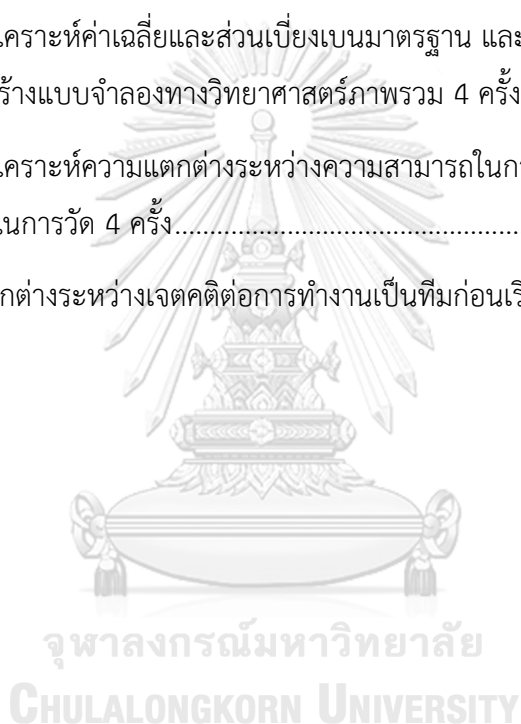 เคราะห์ค่าเฉลี่ยและส่วนเบี่ยงเบนมาตรฐาน และ
ร้างแบบจำลองทางวิทยาศาสตร์ภาพรวม 4 ครั้ง
เคราะห์ความแตกต่างระหว่างความสามารถในกา
นการวัด 4 ครั้ง..................................................
กต่างระหว่างเจตคติต่อการทำงานเป็นทีมก่อนเรี
จุฬาลงกรณ์มหาวิทยาลัย
CHULALONGKORN UNIVERSITY